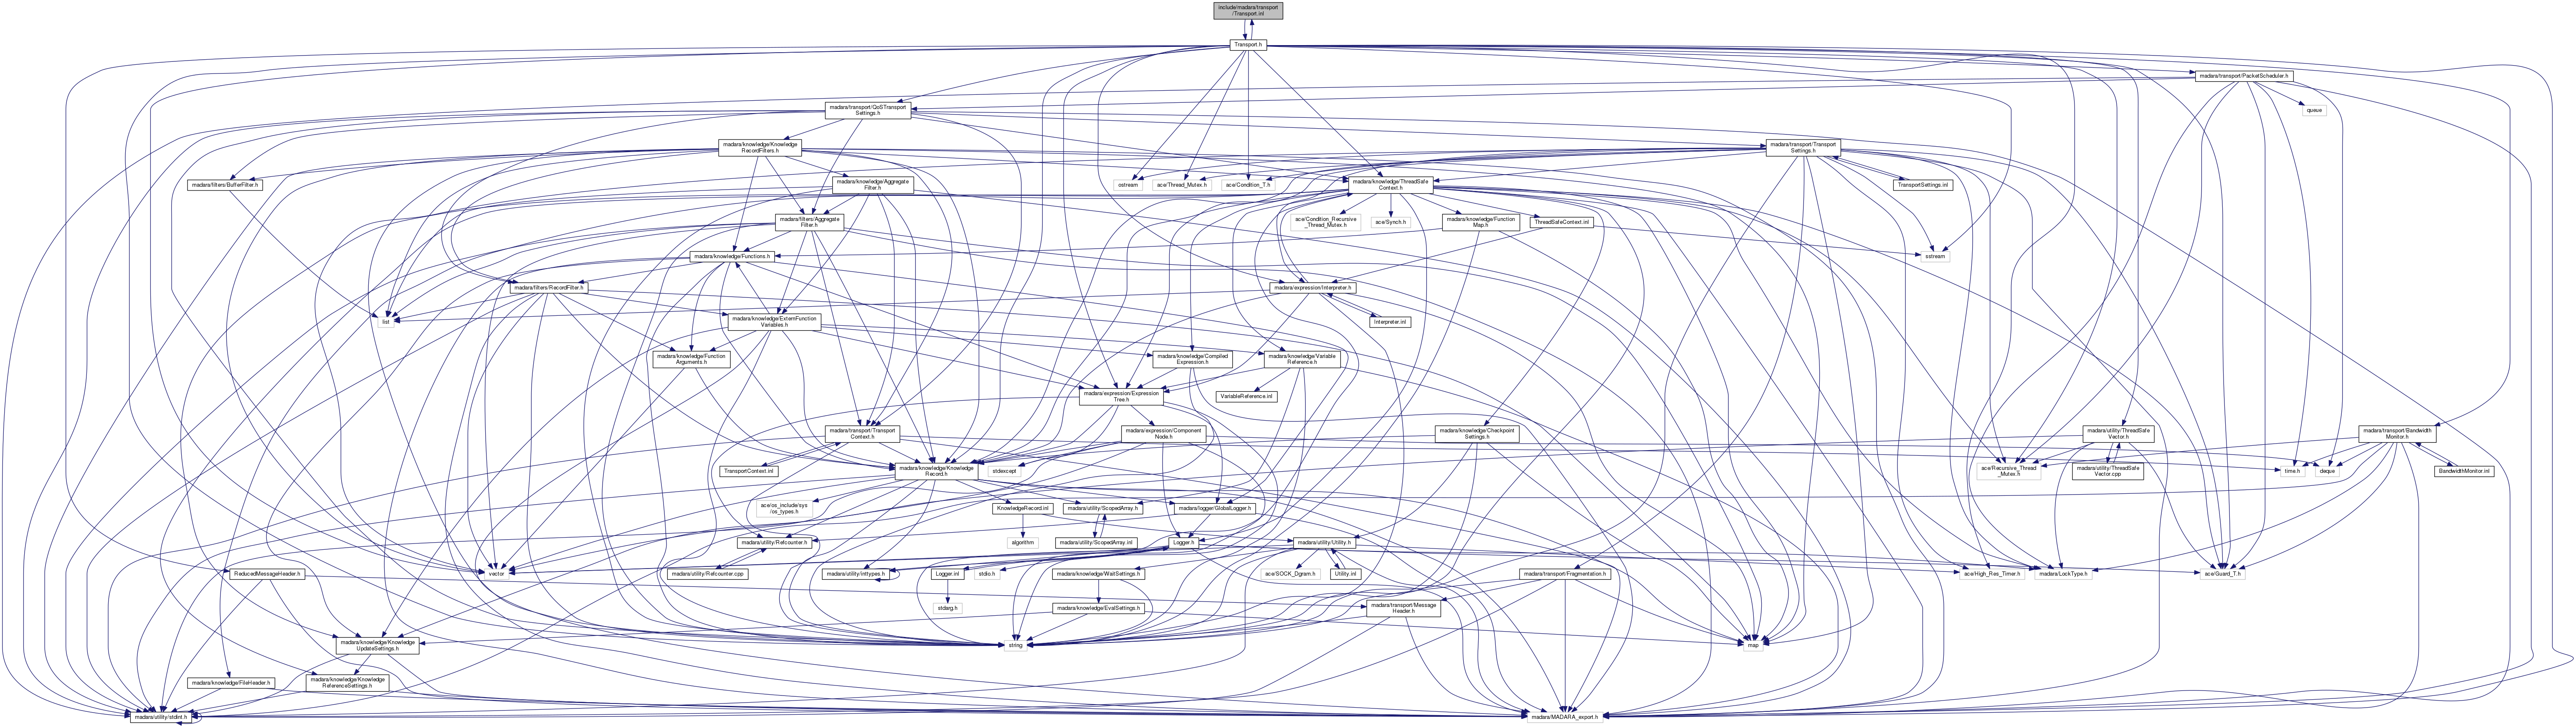 include/madara/transport
/Transport.inl
Transport.h
madara/transport/PacketScheduler.h
madara/transport/QoSTransport
Settings.h
queue
madara/knowledge/Knowledge
RecordFilters.h
madara/transport/Transport
Settings.h
madara/filters/BufferFilter.h
madara/knowledge/Aggregate
Filter.h
ostream
ace/Thread_Mutex.h
ace/Condition_T.h
madara/knowledge/ThreadSafe
Context.h
TransportSettings.inl
madara/filters/Aggregate
Filter.h
ace/Condition_Recursive
_Thread_Mutex.h
ace/Synch.h
madara/knowledge/Function
Map.h
ThreadSafeContext.inl
madara/knowledge/Functions.h
sstream
madara/filters/RecordFilter.h
madara/expression/Interpreter.h
list
madara/knowledge/ExternFunction
Variables.h
Interpreter.inl
madara/knowledge/Function
Arguments.h
madara/knowledge/Compiled
Expression.h
madara/knowledge/Variable
Reference.h
madara/expression/Expression
Tree.h
VariableReference.inl
madara/transport/Transport
Context.h
madara/expression/Component
Node.h
madara/knowledge/Checkpoint
Settings.h
madara/utility/ThreadSafe
Vector.h
madara/transport/Bandwidth
Monitor.h
TransportContext.inl
madara/knowledge/Knowledge
Record.h
stdexcept
ace/Recursive_Thread
_Mutex.h
madara/utility/ThreadSafe
Vector.cpp
time.h
deque
BandwidthMonitor.inl
ace/os_include/sys
/os_types.h
KnowledgeRecord.inl
madara/utility/ScopedArray.h
madara/logger/GlobalLogger.h
madara/utility/Refcounter.h
algorithm
madara/utility/ScopedArray.inl
Logger.h
madara/utility/Utility.h
ReducedMessageHeader.h
vector
madara/utility/Refcounter.cpp
madara/utility/Inttypes.h
Logger.inl
stdio.h
madara/knowledge/WaitSettings.h
ace/SOCK_Dgram.h
Utility.inl
madara/transport/Fragmentation.h
ace/High_Res_Timer.h
madara/LockType.h
ace/Guard_T.h
stdarg.h
madara/knowledge/EvalSettings.h
madara/transport/Message
Header.h
madara/knowledge/Knowledge
UpdateSettings.h
string
map
madara/knowledge/FileHeader.h
madara/knowledge/Knowledge
ReferenceSettings.h
madara/utility/stdint.h
madara/MADARA_export.h